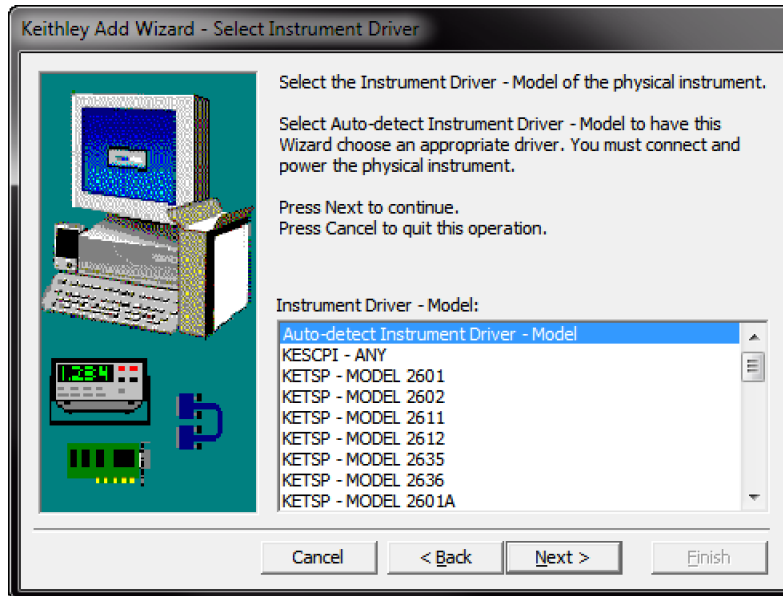 Keithley Add Wizard - Select Instrument Driver
Select the Instrument Driver - Model of the physical instrument.
Select Auto-detect Instrument Driver - Model to have this
Wizard choose an appropriate driver. You must connect and
power the physical instrument.
Press Next to continue.
Press Cancel to quit this operation.
Instrument Driver - Model:
Auto-detect Instrument Driver - Model
KESCPI - ANY
KETSP - MODEL 2601
KETSP - MODEL 2602
KETSP - MODEL 2611
KETSP - MODEL 2612
KETSP - MODEL 2635
KETSP - MODEL 2636
KETSP - MODEL 2601A
1.234
Cancel
< Back
Next >
Finish